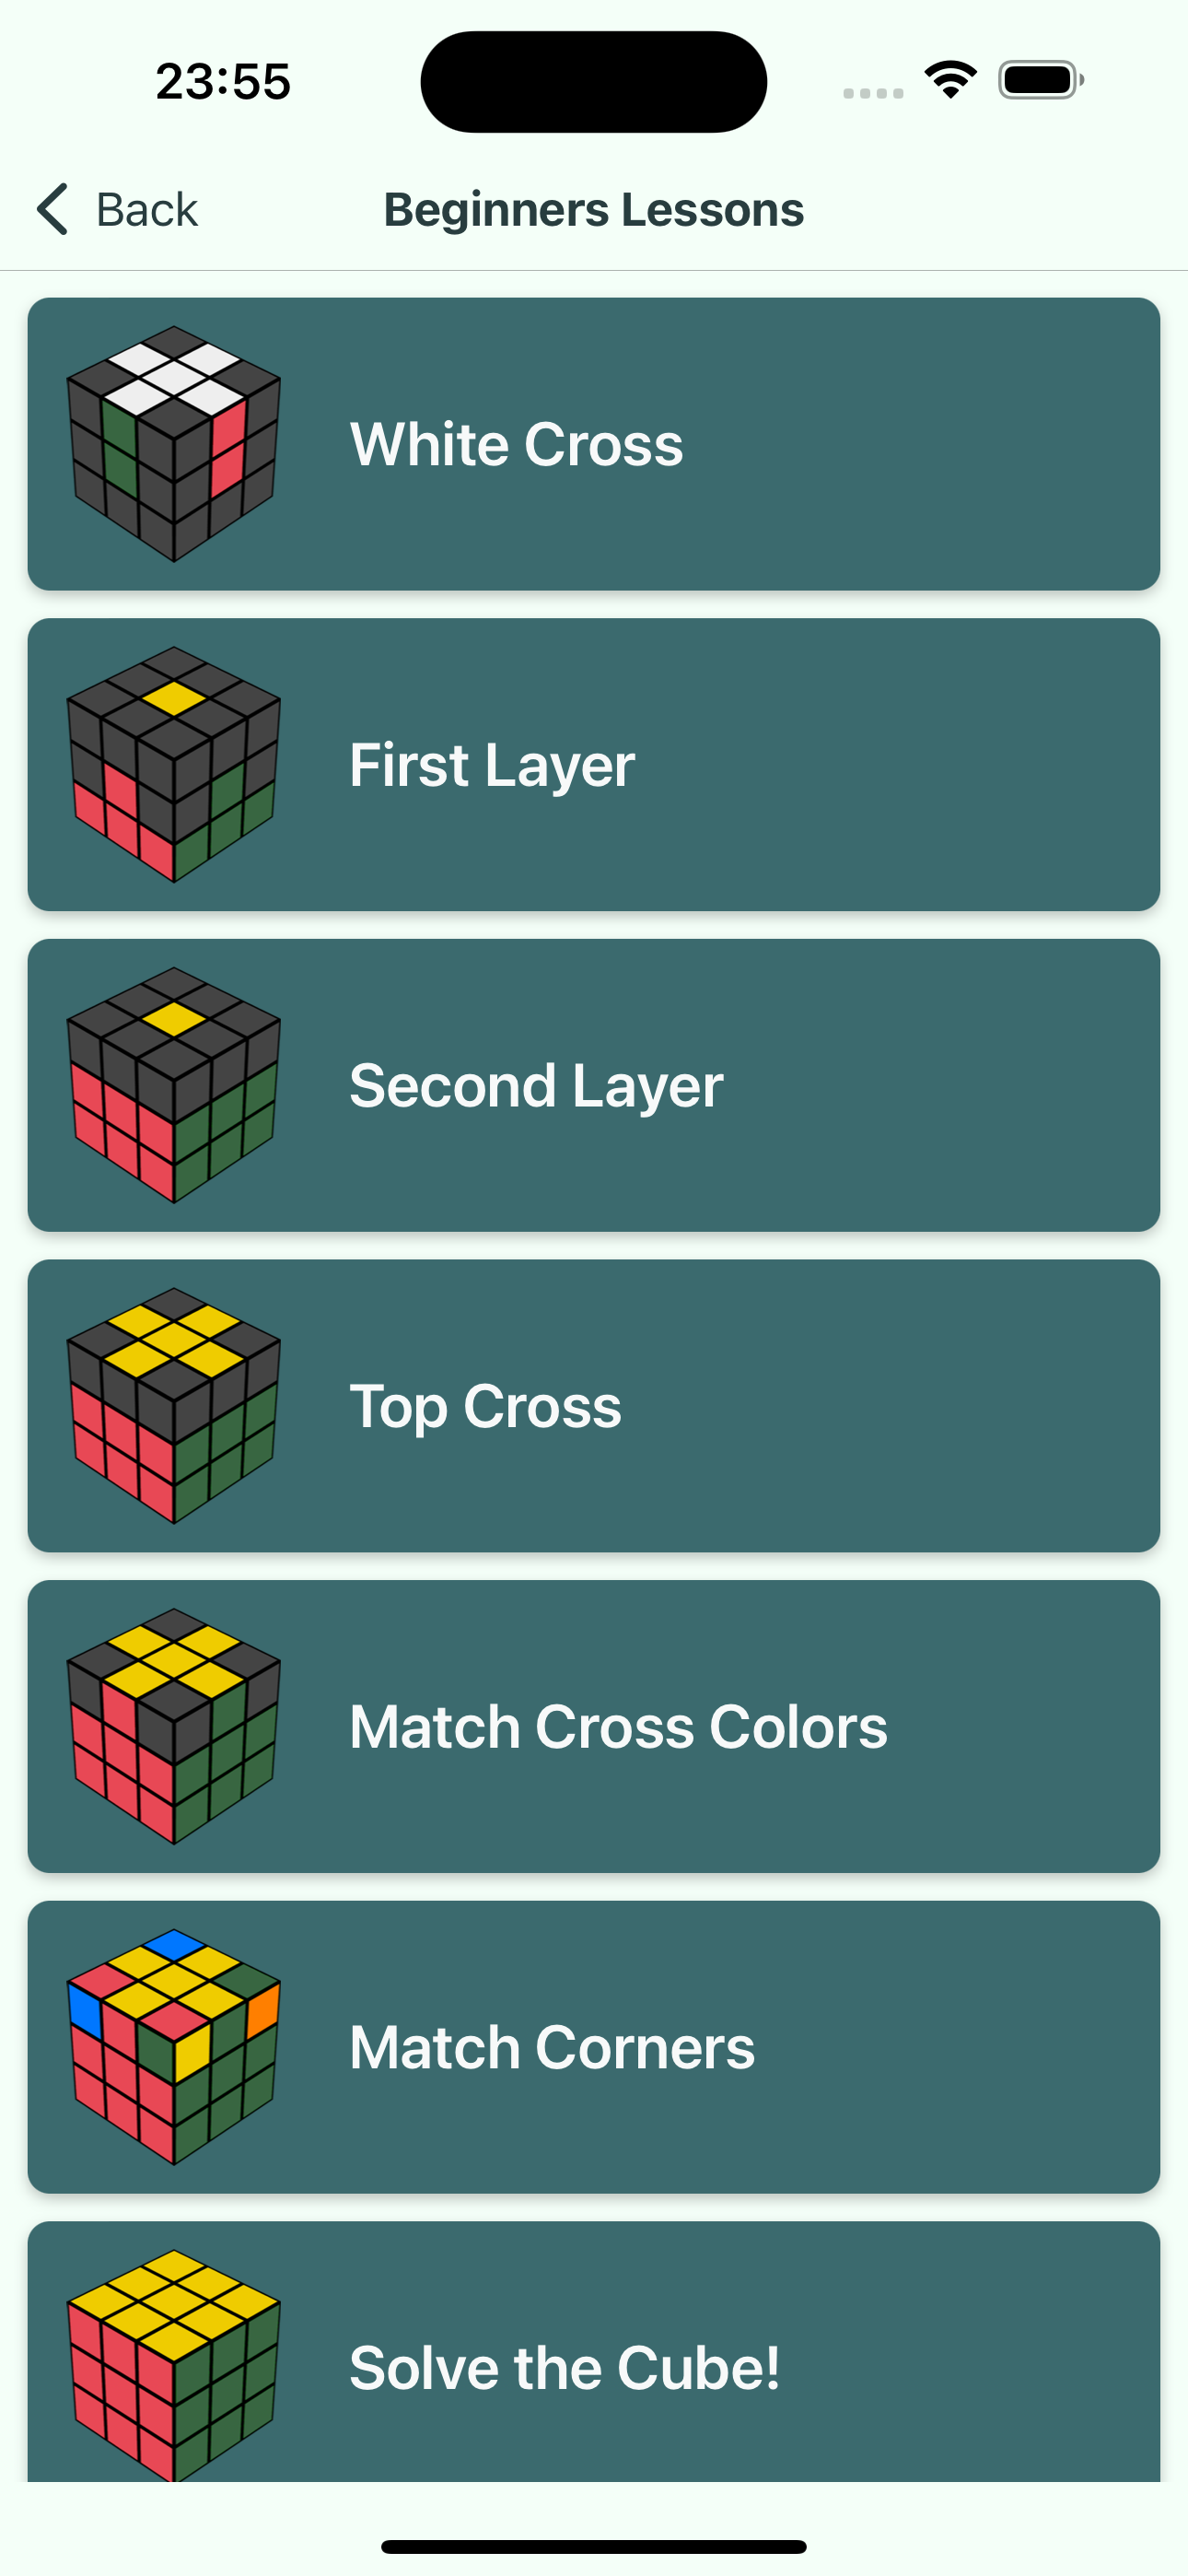 23:55
Back
Beginners Lessons
White Cross
First Layer
Second Layer
Top Cross
Match Cross Colors
Match Corners
Solve the Cube!